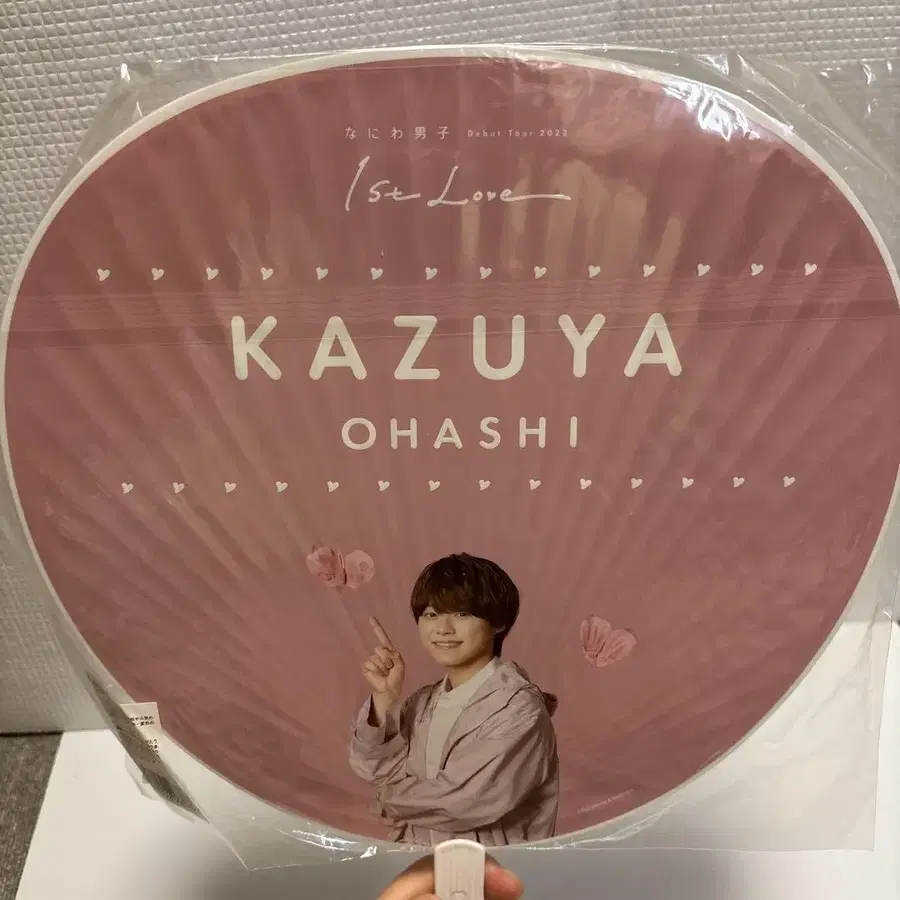 なにわ男子 Debut Tour 2022
1st Love
KAZUYA
OHASHI